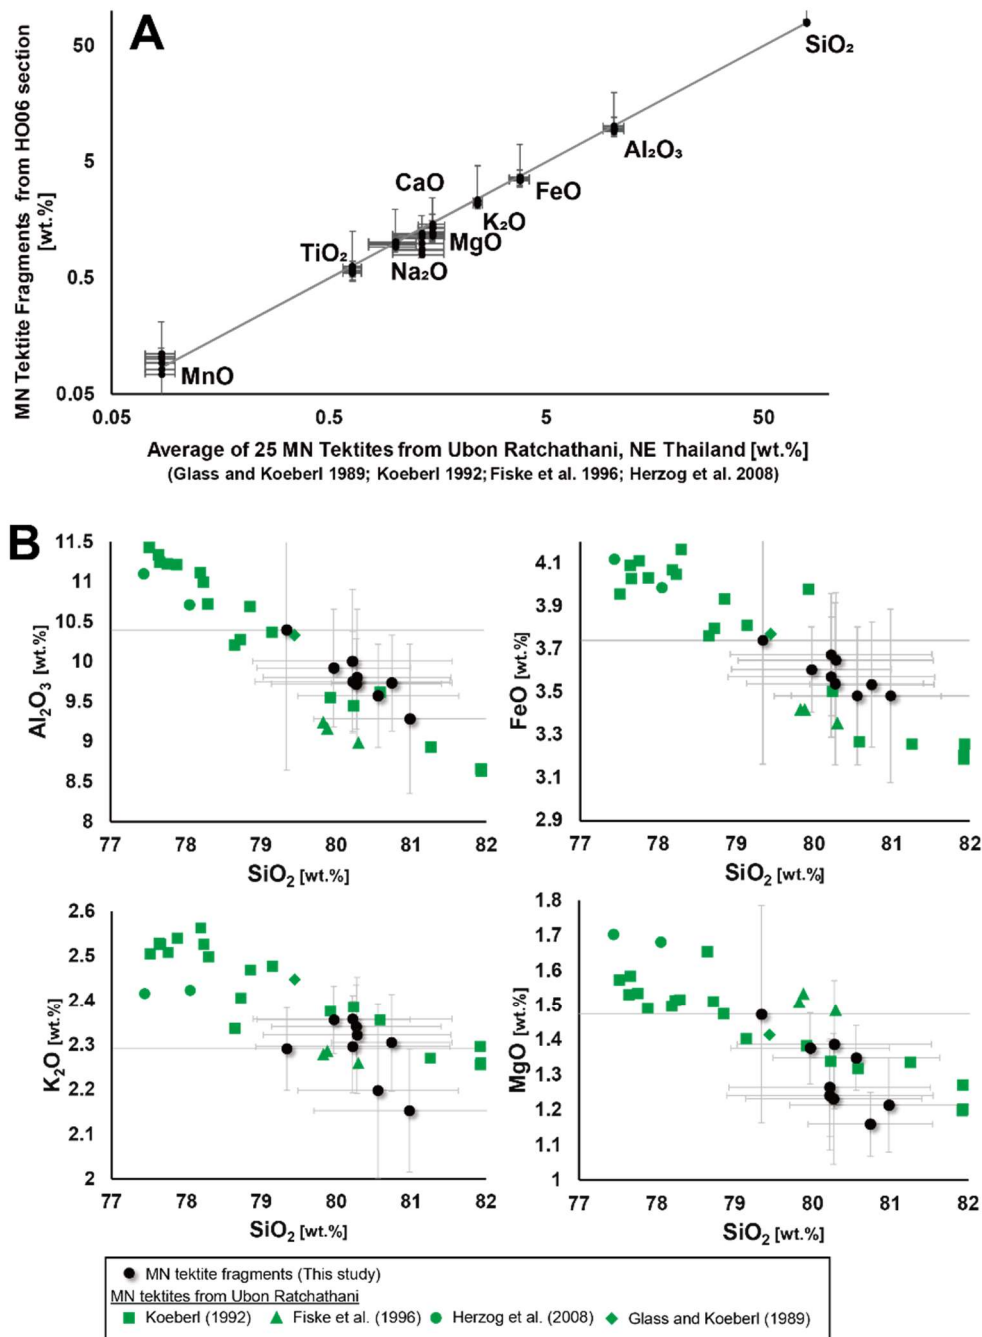 A
MN Tektite Fragments from HO06 section
[wt.%]
50
5
0.5
0.05
SiO₂
Al₂O₃
FeO
CaO
K₂O
MgO
TiO₂
Na₂O
MnO
0.05 0.5 5 50
Average of 25 MN Tektites from Ubon Ratchathani, NE Thailand [wt.%]
(Glass and Koeberl 1989; Koeberl 1992; Fiske et al. 1996; Herzog et al. 2008)
B
Al₂O₃ [wt.%]
11.5
11
10.5
10
9.5
9
8.5
8
77 78 79 80 81 82
SiO₂ [wt.%]
FeO [wt.%]
4.1
3.9
3.7
3.5
3.3
3.1
2.9
77 78 79 80 81 82
SiO₂ [wt.%]
K₂O [wt.%]
2.6
2.5
2.4
2.3
2.2
2.1
2
77 78 79 80 81 82
SiO₂ [wt.%]
MgO [wt.%]
1.8
1.7
1.6
1.5
1.4
1.3
1.2
1.1
1
77 78 79 80 81 82
SiO₂ [wt.%]
MN tektite fragments (This study)
MN tektites from Ubon Ratchathani
Koeberl (1992) Fiske et al. (1996) Herzog et al. (2008) Glass and Koeberl (1989)